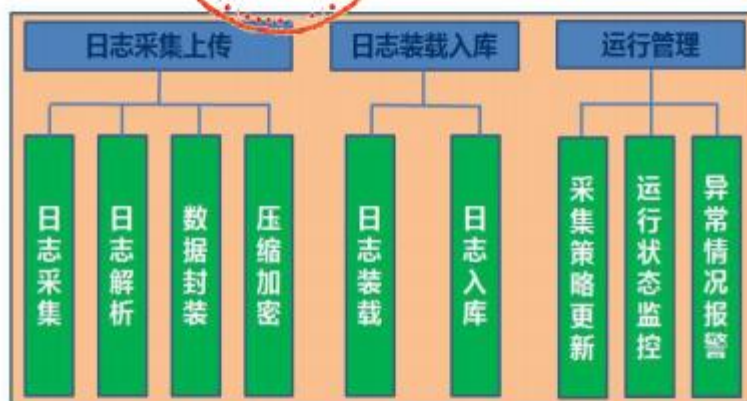 日志采集上传
日志装载入库
运行管理
日志采集
日志解析
数据封装
压缩加密
日志装载
日志入库
采集策略更新
运行状态监控
异常情况报警